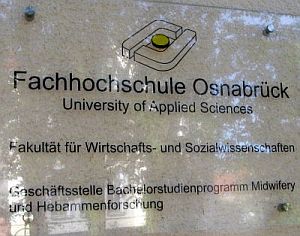 Fachhochschule Osnabrück
University of Applied Sciences
Fakultät für Wirtschafts- und Sozialwissenschaften
Geschäftsstelle Bachelorstudienprogramm Midwifery
und Hebammenforschung